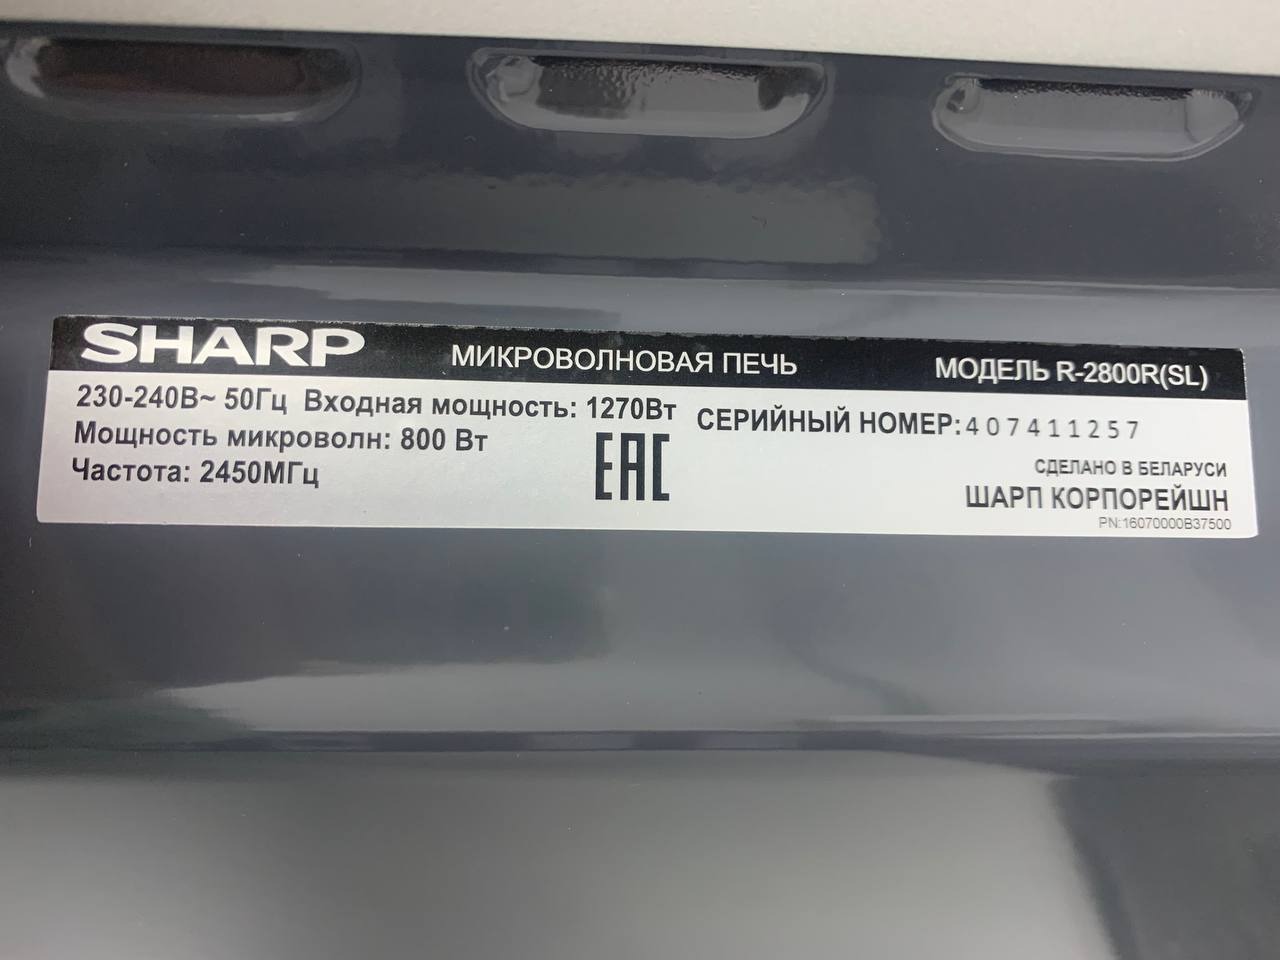 SHARP МИКРОВОЛНОВАЯ ПЕЧЬ МОДЕЛЬ R-2800R(SL)
230-240В~ 50Гц Входная мощность: 1270Вт СЕРИЙНЫЙ НОМЕР: 407411257
Мощность микроволн: 800 Вт
EAC
Частота: 2450МГц
СДЕЛАНО В БЕЛАРУСИ
ШАРП КОРПОРЕЙШН
PN:16070000B37500